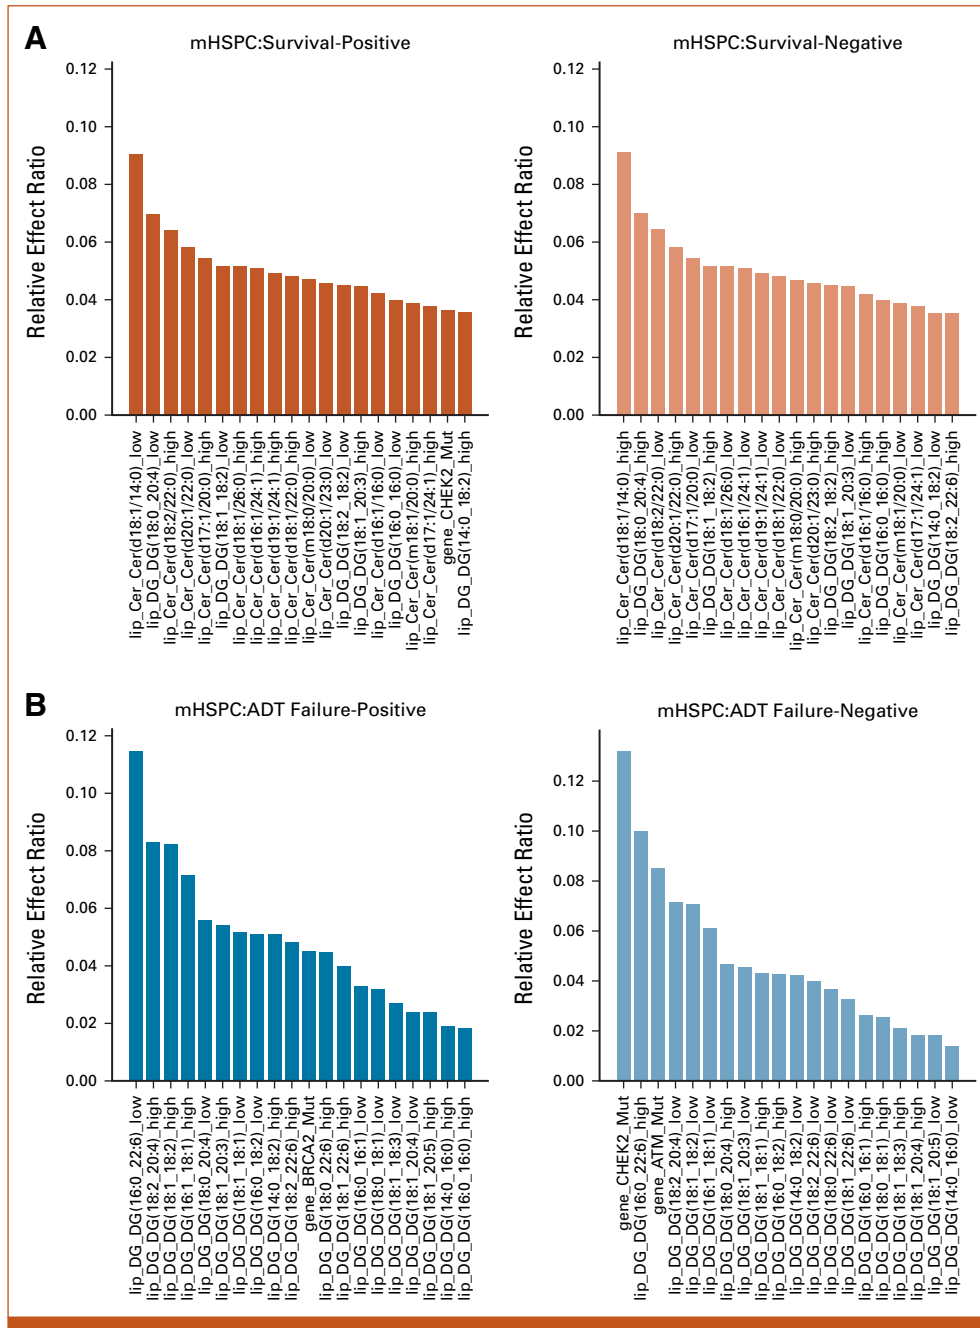 A
mHSPC:Survival-Positive
Relative Effect Ratio
0.12
0.10
0.08
0.06
0.04
0.02
0.00
lip_Cer_Cer(d18:1/14:0)_low
lip_DG_DG(18:0_20:4)_low
lip_Cer_Cer(d18:2/22:0)_high
lip_Cer_Cer(d20:1/22:0)_low
lip_Cer_Cer(d17:1/20:0)_high
lip_DG_DG(18:1_18:2)_low
lip_Cer_Cer(d18:1/26:0)_high
lip_Cer_Cer(d16:1/24:1)_high
lip_Cer_Cer(d19:1/24:1)_high
lip_Cer_Cer(d18:1/22:0)_high
lip_Cer_Cer(m18:0/20:0)_low
lip_Cer_Cer(d20:1/23:0)_low
lip_DG_DG(18:2_18:2)_low
lip_DG_DG(18:1_20:3)_high
lip_Cer_Cer(d16:1/16:0)_low
lip_DG_DG(16:0_16:0)_low
lip_Cer_Cer(m18:1/20:0)_high
lip_Cer_Cer(d17:1/24:1)_high
gene_CHEK2_Mut
lip_DG_DG(14:0_18:2)_high
mHSPC:Survival-Negative
Relative Effect Ratio
0.12
0.10
0.08
0.06
0.04
0.02
0.00
lip_Cer_Cer(d18:1/14:0)_high
lip_DG_DG(18:0_20:4)_high
lip_Cer_Cer(d18:2/22:0)_low
lip_Cer_Cer(d20:1/22:0)_high
lip_Cer_Cer(d17:1/20:0)_low
lip_DG_DG(18:1_18:2)_high
lip_Cer_Cer(d18:1/26:0)_low
lip_Cer_Cer(d16:1/24:1)_low
lip_Cer_Cer(d19:1/24:1)_low
lip_Cer_Cer(d18:1/22:0)_low
lip_Cer_Cer(m18:0/20:0)_high
lip_Cer_Cer(d20:1/23:0)_high
lip_DG_DG(18:2_18:2)_high
lip_DG_DG(18:1_20:3)_low
lip_Cer_Cer(d16:1/16:0)_high
lip_DG_DG(16:0_16:0)_high
lip_Cer_Cer(m18:1/20:0)_low
lip_Cer_Cer(d17:1/24:1)_low
lip_DG_DG(14:0_18:2)_low
lip_DG_DG(18:2_22:6)_high
B
mHSPC:ADT Failure-Positive
Relative Effect Ratio
0.12
0.10
0.08
0.06
0.04
0.02
0.00
lip_DG_DG(16:0_22:6)_low
lip_DG_DG(18:2_20:4)_high
lip_DG_DG(18:1_18:2)_high
lip_DG_DG(16:1_18:1)_high
lip_DG_DG(18:0_20:4)_low
lip_DG_DG(18:1_20:3)_high
lip_DG_DG(18:1_18:1)_low
lip_DG_DG(16:0_18:2)_low
lip_DG_DG(14:0_18:2)_high
lip_DG_DG(18:2_22:6)_high
gene_BRCA2_Mut
lip_DG_DG(18:0_22:6)_high
lip_DG_DG(18:1_22:6)_high
lip_DG_DG(16:0_16:1)_low
lip_DG_DG(18:0_18:1)_low
lip_DG_DG(18:1_18:3)_low
lip_DG_DG(18:1_20:4)_low
lip_DG_DG(18:1_20:5)_high
lip_DG_DG(14:0_16:0)_high
lip_DG_DG(16:0_16:0)_high
mHSPC:ADT Failure-Negative
Relative Effect Ratio
0.12
0.10
0.08
0.06
0.04
0.02
0.00
gene_CHEK2_Mut
lip_DG_DG(16:0_22:6)_high
gene_ATM_Mut
lip_DG_DG(18:2_20:4)_low
lip_DG_DG(18:1_18:2)_low
lip_DG_DG(16:1_18:1)_low
lip_DG_DG(18:0_20:4)_high
lip_DG_DG(18:1_20:3)_low
lip_DG_DG(18:1_18:1)_high
lip_DG_DG(16:0_18:2)_high
lip_DG_DG(14:0_18:2)_low
lip_DG_DG(18:2_22:6)_low
lip_DG_DG(18:0_22:6)_low
lip_DG_DG(18:1_22:6)_low
lip_DG_DG(16:0_16:1)_high
lip_DG_DG(18:0_18:1)_high
lip_DG_DG(18:1_18:3)_high
lip_DG_DG(18:1_20:4)_high
lip_DG_DG(18:1_20:5)_low
lip_DG_DG(14:0_16:0)_low